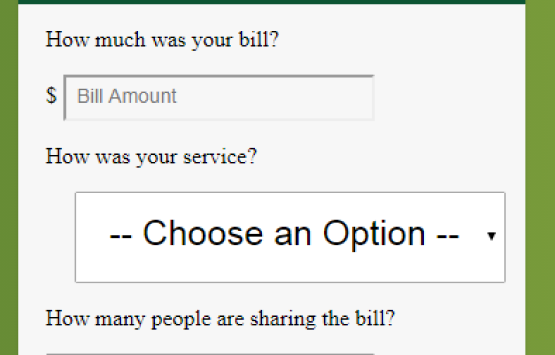 How much was your bill?
$ Bill Amount
How was your service?
-- Choose an Option --
How many people are sharing the bill?